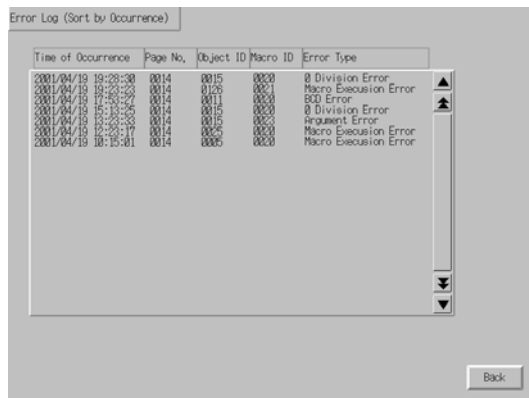 Error Log (Sort by Occurrence)
Time of Occurrence Page No. Object ID Macro ID Error Type
2001/04/19 19:28:30 0014 0015 0020 0 Division Error
2001/04/19 19:23:23 0014 0126 0021 Macro Execusion Error
2001/04/19 17:53:27 0014 0011 0020 BCD Error
2001/04/19 15:13:25 0014 0015 0020 0 Division Error
2001/04/19 13:23:33 0014 0015 0023 Argument Error
2001/04/19 12:23:17 0014 0025 0020 Macro Execusion Error
2001/04/19 10:15:01 0014 0005 0020 Macro Execusion Error
Back